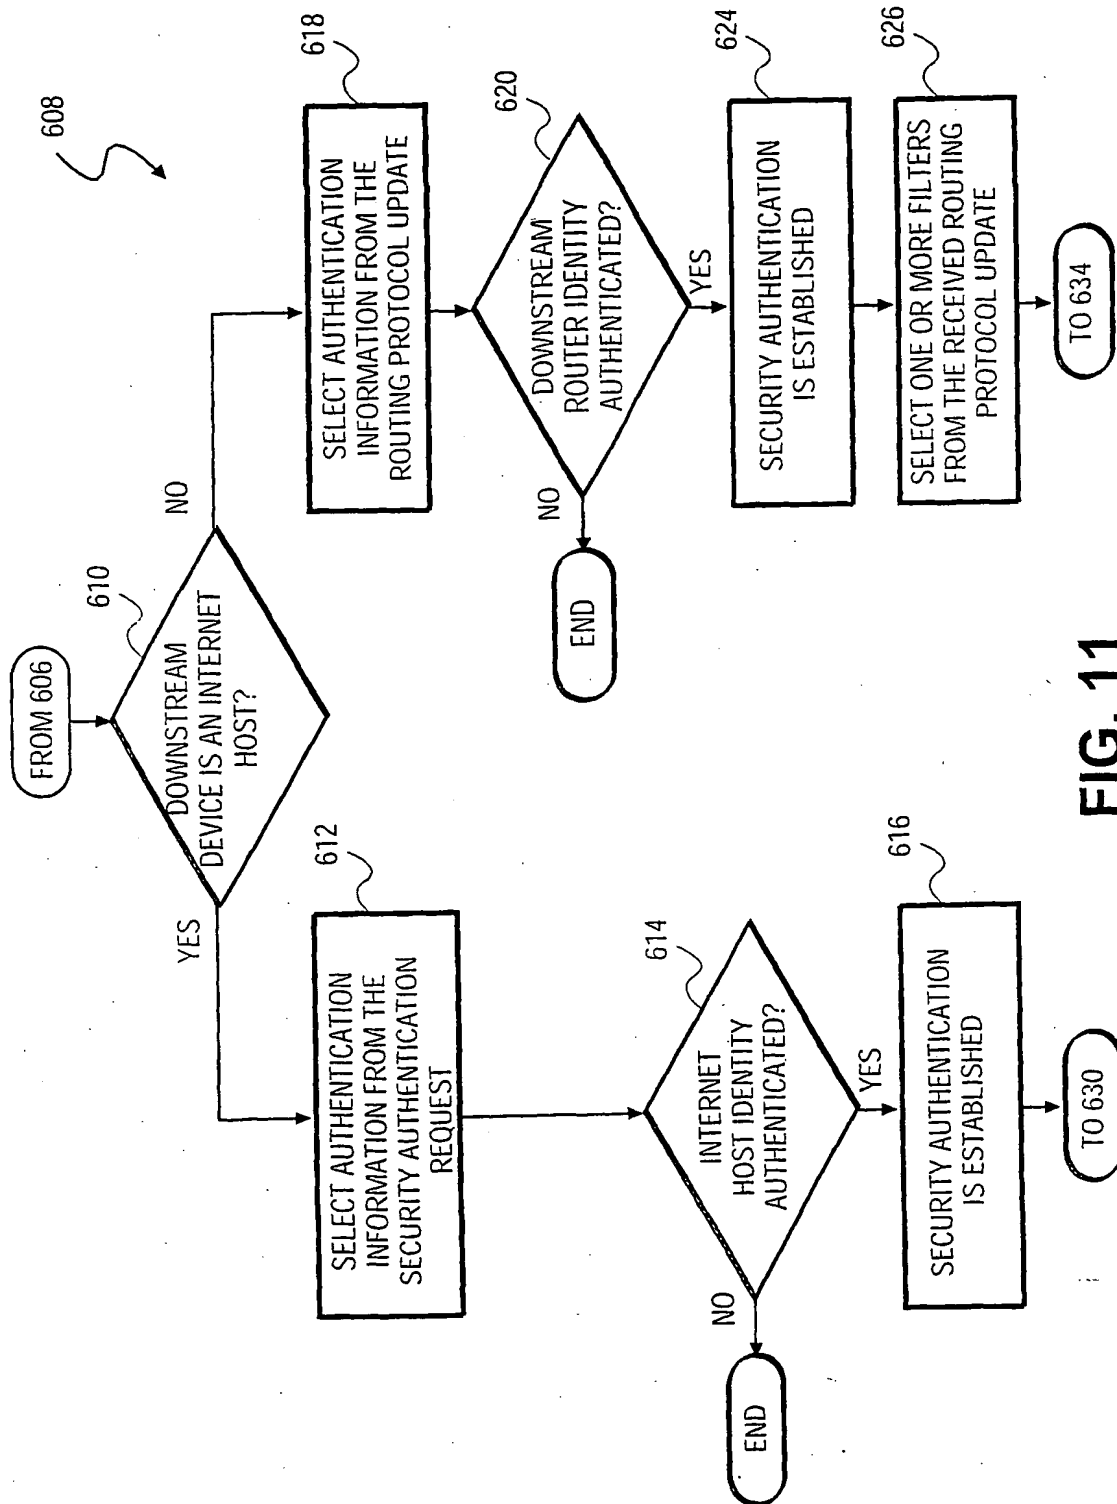 608
FROM 606
610
DOWNSTREAM
DEVICE IS AN INTERNET
HOST?
YES
NO
612
SELECT AUTHENTICATION
INFORMATION FROM THE
SECURITY AUTHENTICATION
REQUEST
614
INTERNET
HOST IDENTITY
AUTHENTICATED?
NO
END
YES
616
SECURITY AUTHENTICATION
IS ESTABLISHED
TO 630
618
SELECT AUTHENTICATION
INFORMATION FROM THE
ROUTING PROTOCOL UPDATE
620
DOWNSTREAM
ROUTER IDENTITY
AUTHENTICATED?
NO
END
YES
624
SECURITY AUTHENTICATION
IS ESTABLISHED
626
SELECT ONE OR MORE FILTERS
FROM THE RECEIVED ROUTING
PROTOCOL UPDATE
TO 634
FIG. 11